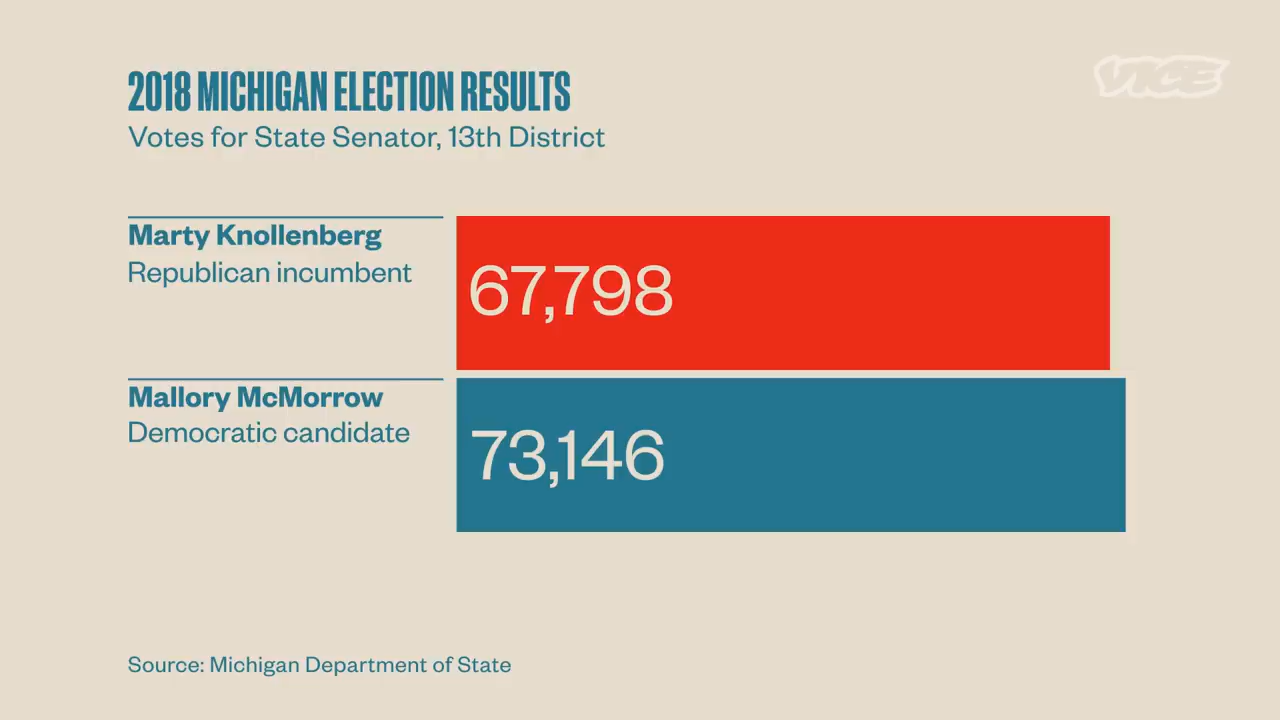 2018 MICHIGAN ELECTION RESULTS
Votes for State Senator, 13th District
VICE
Marty Knollenberg
Republican incumbent
67,798
Mallory McMorrow
Democratic candidate
73,146
Source: Michigan Department of State